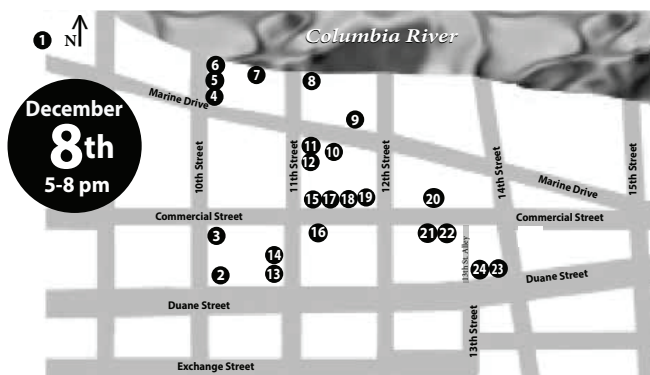 1
N
Columbia River
December
8th
5-8 pm
6
5
4
7
8
9
Marine Drive
10th Street
11th Street
12th Street
14th Street
15th Street
11
10
12
Marine Drive
15 17 18 19
20
Commercial Street
Commercial Street
3
16
21 22
13th St. Alley
14
2
13
24 23
Duane Street
Duane Street
13th Street
Exchange Street